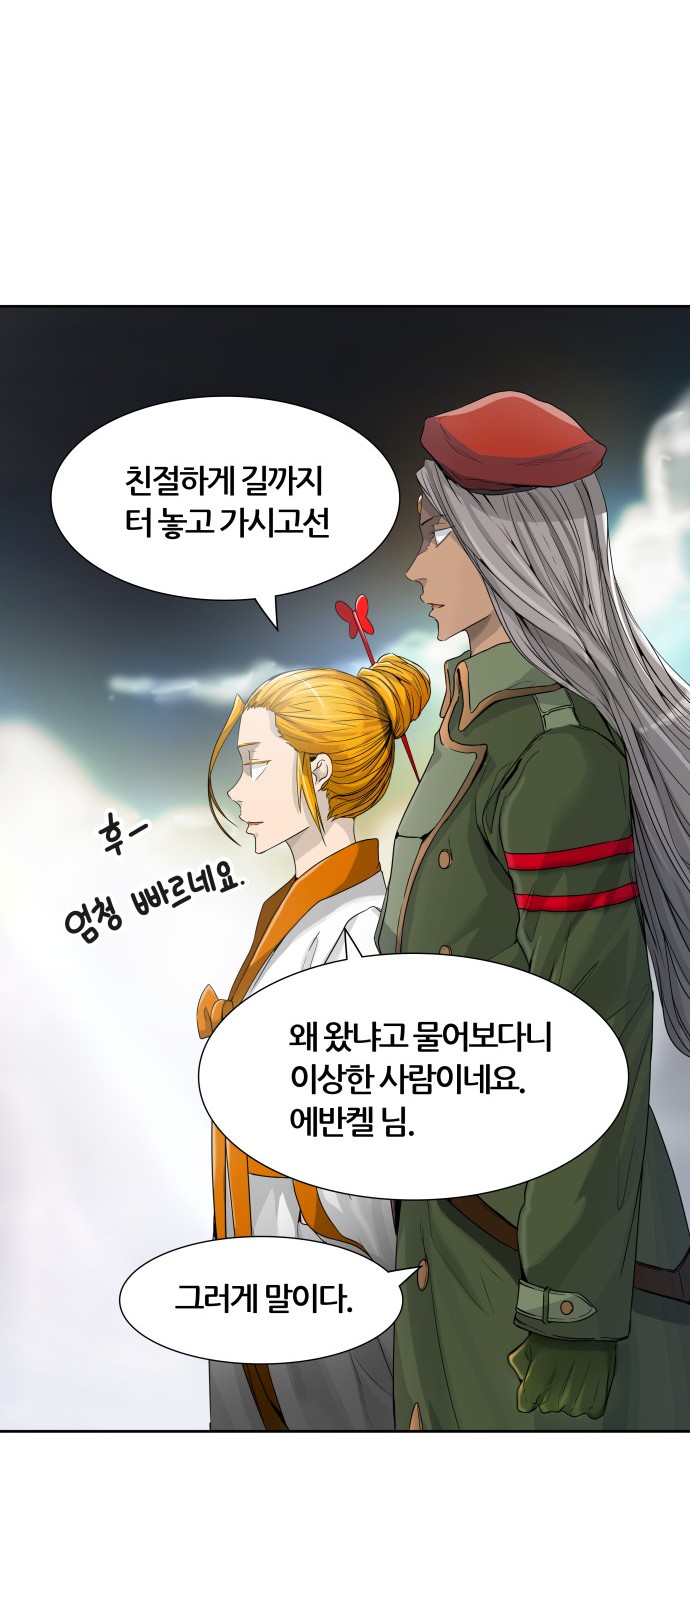 친절하게 길까지
터 놓고 가시고선
후-
엄청 빠르네요.
왜 왔냐고 물어보다니
이상한 사람이네요.
에반켈 님.
그러게 말이다.